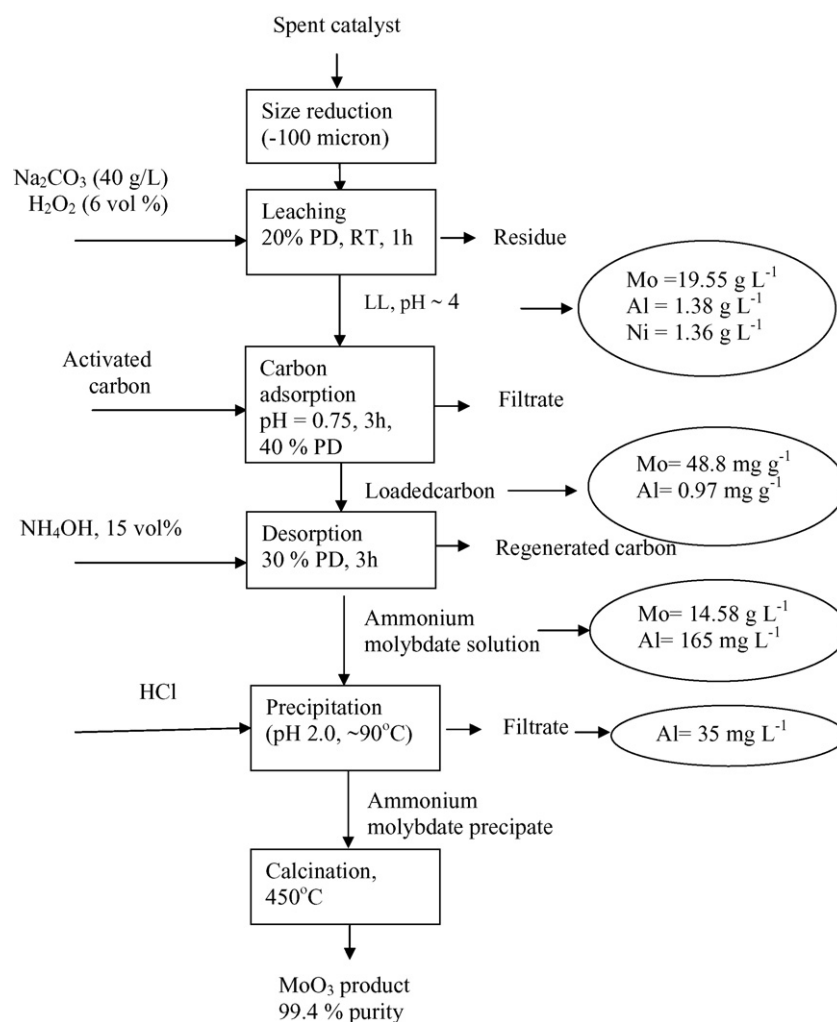 Spent catalyst
Size reduction
(-100 micron)
Na₂CO₃ (40 g/L)
H₂O₂ (6 vol %)
Leaching
20% PD, RT, 1h
Residue
LL, pH ~ 4
Mo =19.55 g L⁻¹
Al = 1.38 g L⁻¹
Ni = 1.36 g L⁻¹
Activated
carbon
Carbon
adsorption
pH = 0.75, 3h,
40 % PD
Filtrate
Loadedcarbon
Mo= 48.8 mg g⁻¹
Al= 0.97 mg g⁻¹
NH₄OH, 15 vol%
Desorption
30 % PD, 3h
Regenerated carbon
Ammonium
molybdate solution
Mo= 14.58 g L⁻¹
Al= 165 mg L⁻¹
HCl
Precipitation
(pH 2.0, ~90°C)
Filtrate
Al= 35 mg L⁻¹
Ammonium
molybdate precipate
Calcination,
450°C
MoO₃ product
99.4 % purity